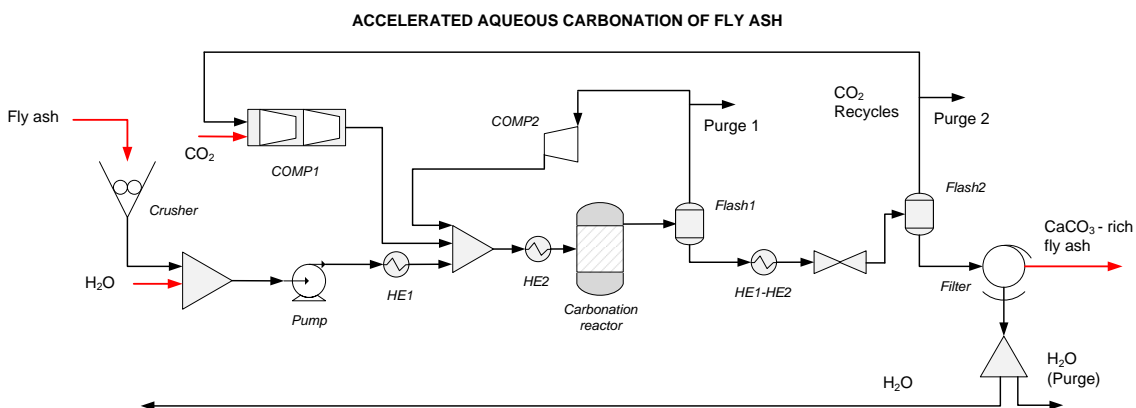 ACCELERATED AQUEOUS CARBONATION OF FLY ASH
Fly ash
CO₂
COMP1
COMP2
Purge 1
CO₂
Recycles
Purge 2
Crusher
Flash1
Flash2
CaCO₃ - rich
fly ash
H₂O
Pump
HE1
HE2
Carbonation
reactor
HE1-HE2
Filter
H₂O
H₂O
(Purge)